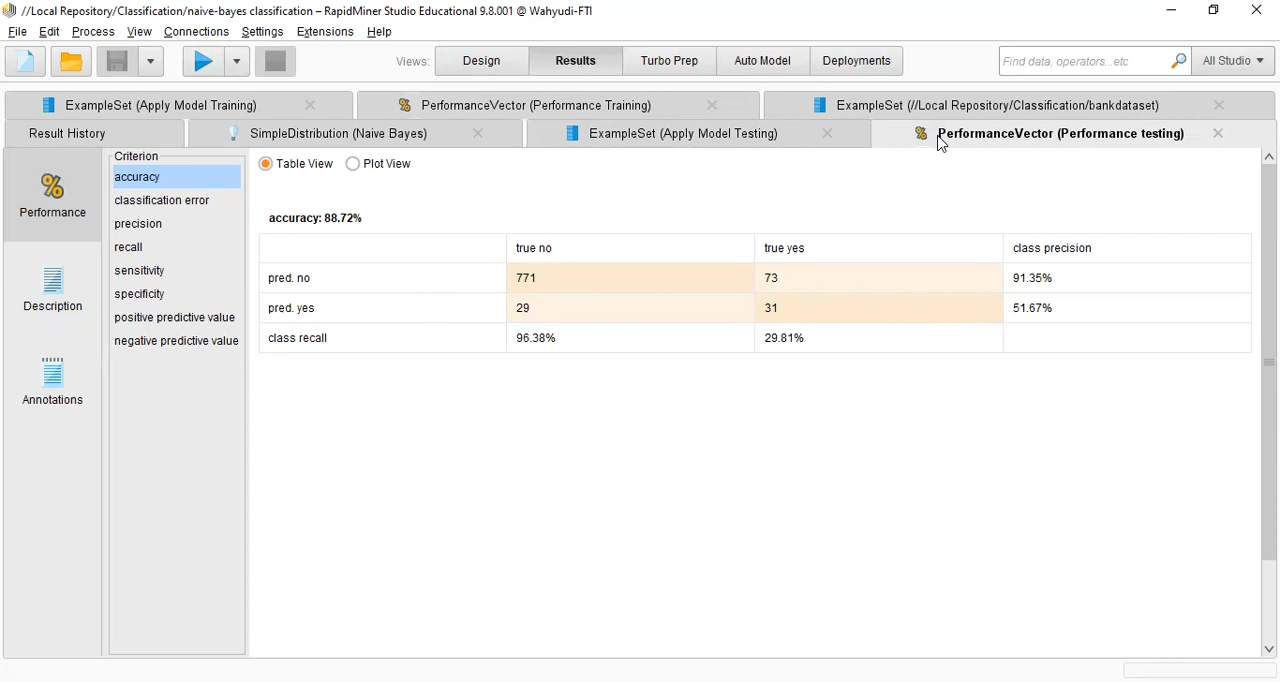 //Local Repository/Classification/naive-bayes classification – RapidMiner Studio Educational 9.8.001 @ Wahyudi-FTI
File Edit Process View Connections Settings Extensions Help
Views: Design Results Turbo Prep Auto Model Deployments Find data, operators...etc All Studio
ExampleSet (Apply Model Training) PerformanceVector (Performance Training) ExampleSet (//Local Repository/Classification/bankdataset)
Result History SimpleDistribution (Naive Bayes) ExampleSet (Apply Model Testing) PerformanceVector (Performance testing)
Performance
Description
Annotations
Criterion
accuracy
classification error
precision
recall
sensitivity
specificity
positive predictive value
negative predictive value
Table View Plot View
accuracy: 88.72%
true no true yes class precision
pred. no 771 73 91.35%
pred. yes 29 31 51.67%
class recall 96.38% 29.81%